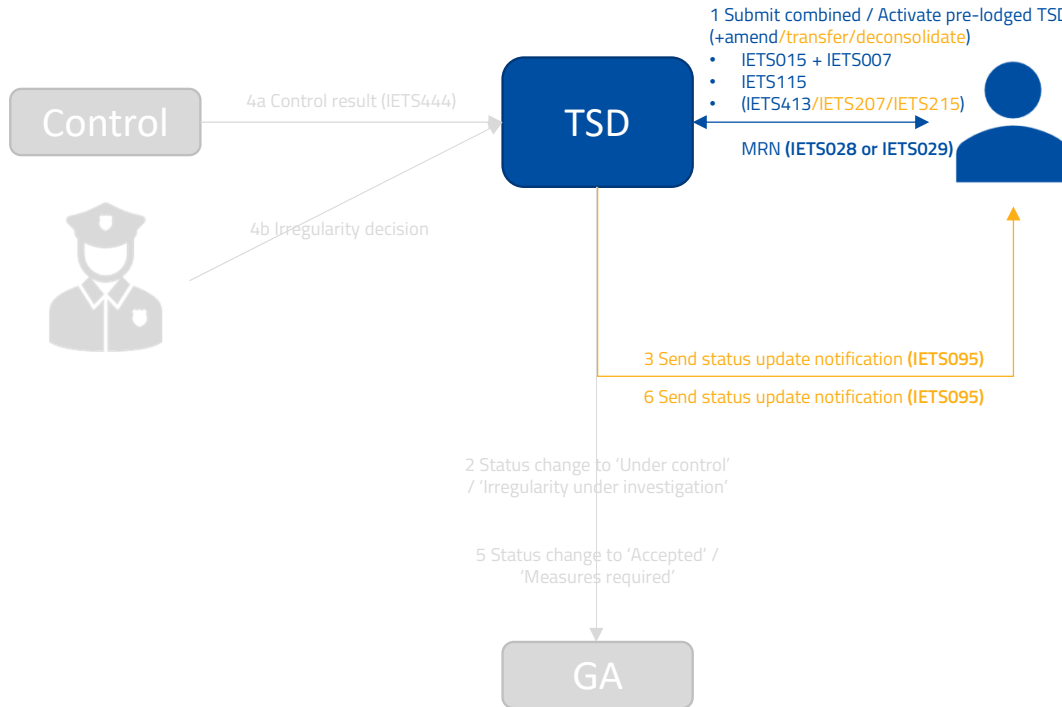 1 Submit combined / Activate pre-lodged TSD
(+amend/transfer/deconsolidate)
• IETS015 + IETS007
• IETS115
• (IETS413/IETS207/IETS215)
Control
4a Control result (IETS444)
TSD
MRN (IETS028 or IETS029)
4b Irregularity decision
3 Send status update notification (IETS095)
6 Send status update notification (IETS095)
2 Status change to ‘Under control’
/ ‘Irregularity under investigation’
5 Status change to ‘Accepted’ /
‘Measures required’
GA